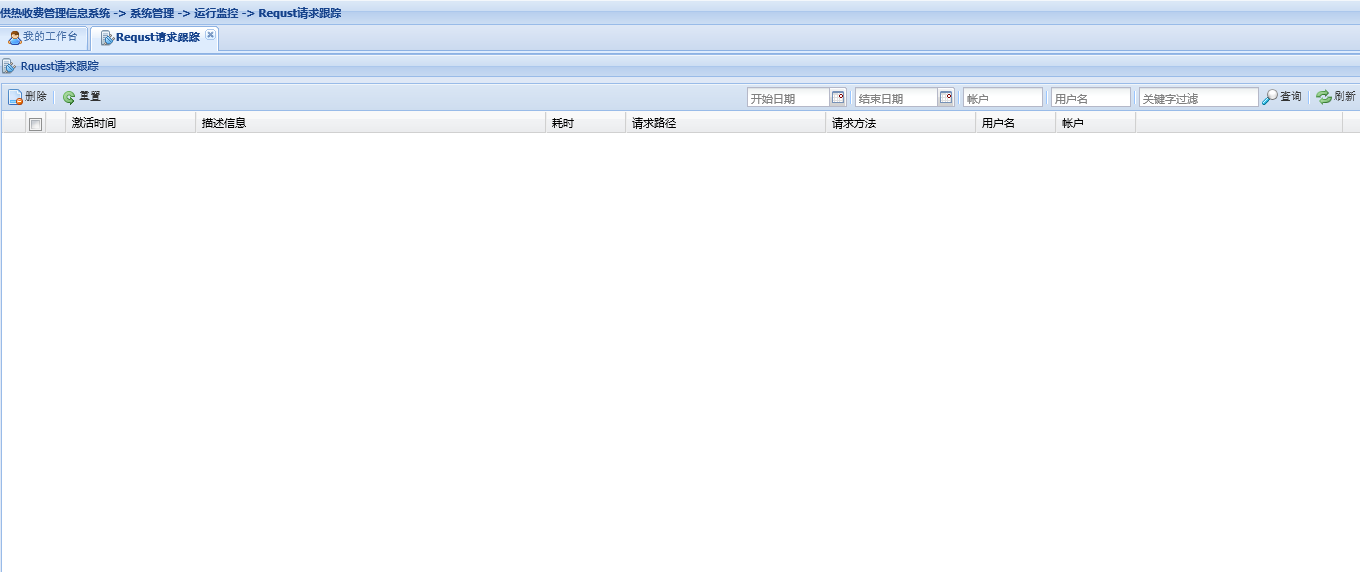 供热收费管理信息系统 -> 系统管理 -> 运行监控 -> Requst请求跟踪
我的工作台 Requst请求跟踪
Rquest请求跟踪
删除 重置 开始日期 结束日期 帐户 用户名 关键字过滤 查询 刷新
激活时间 描述信息 耗时 请求路径 请求方法 用户名 帐户